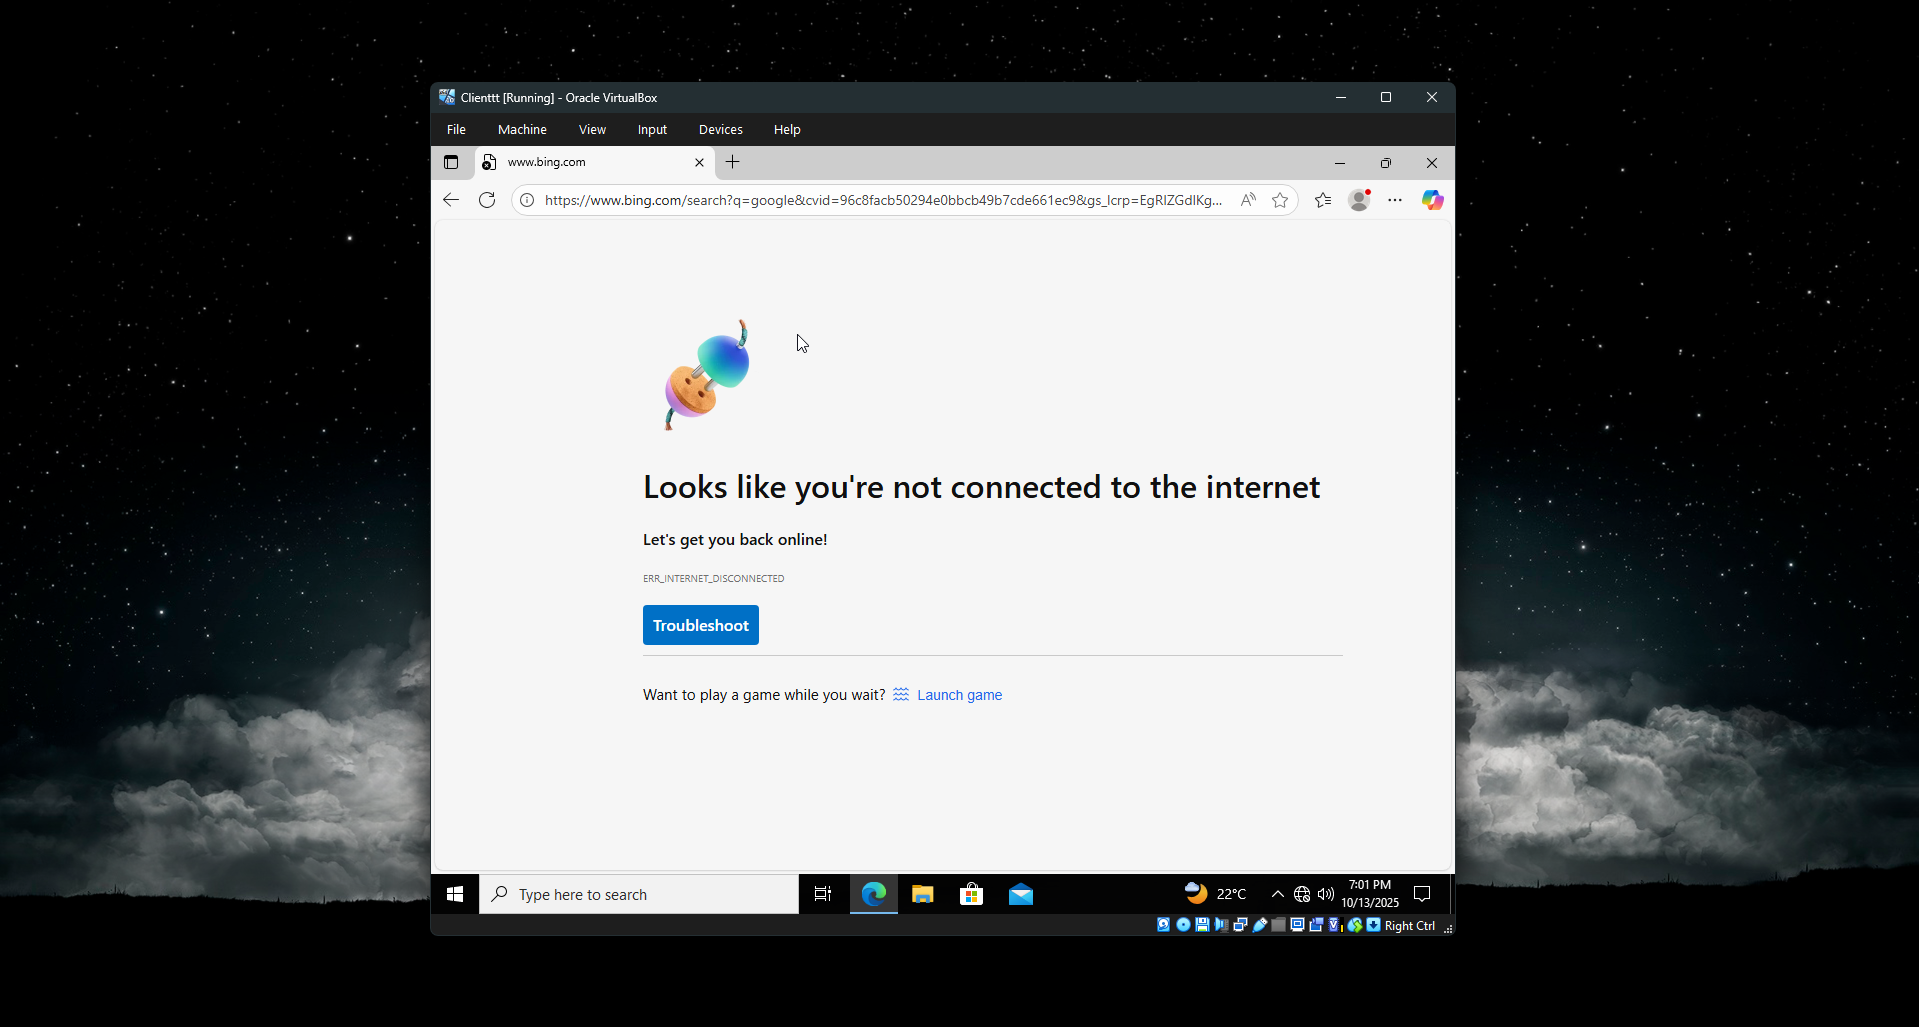 Clienttt [Running] - Oracle VirtualBox
File Machine View Input Devices Help
www.bing.com
https://www.bing.com/search?q=google&cvid=96c8facb50294e0bbcb49b7cde661ec9&gs_lcrp=EgRlZGdlKg...
Looks like you're not connected to the internet
Let's get you back online!
ERR_INTERNET_DISCONNECTED
Troubleshoot
Want to play a game while you wait? Launch game
Type here to search
22°C
7:01 PM
10/13/2025
Right Ctrl